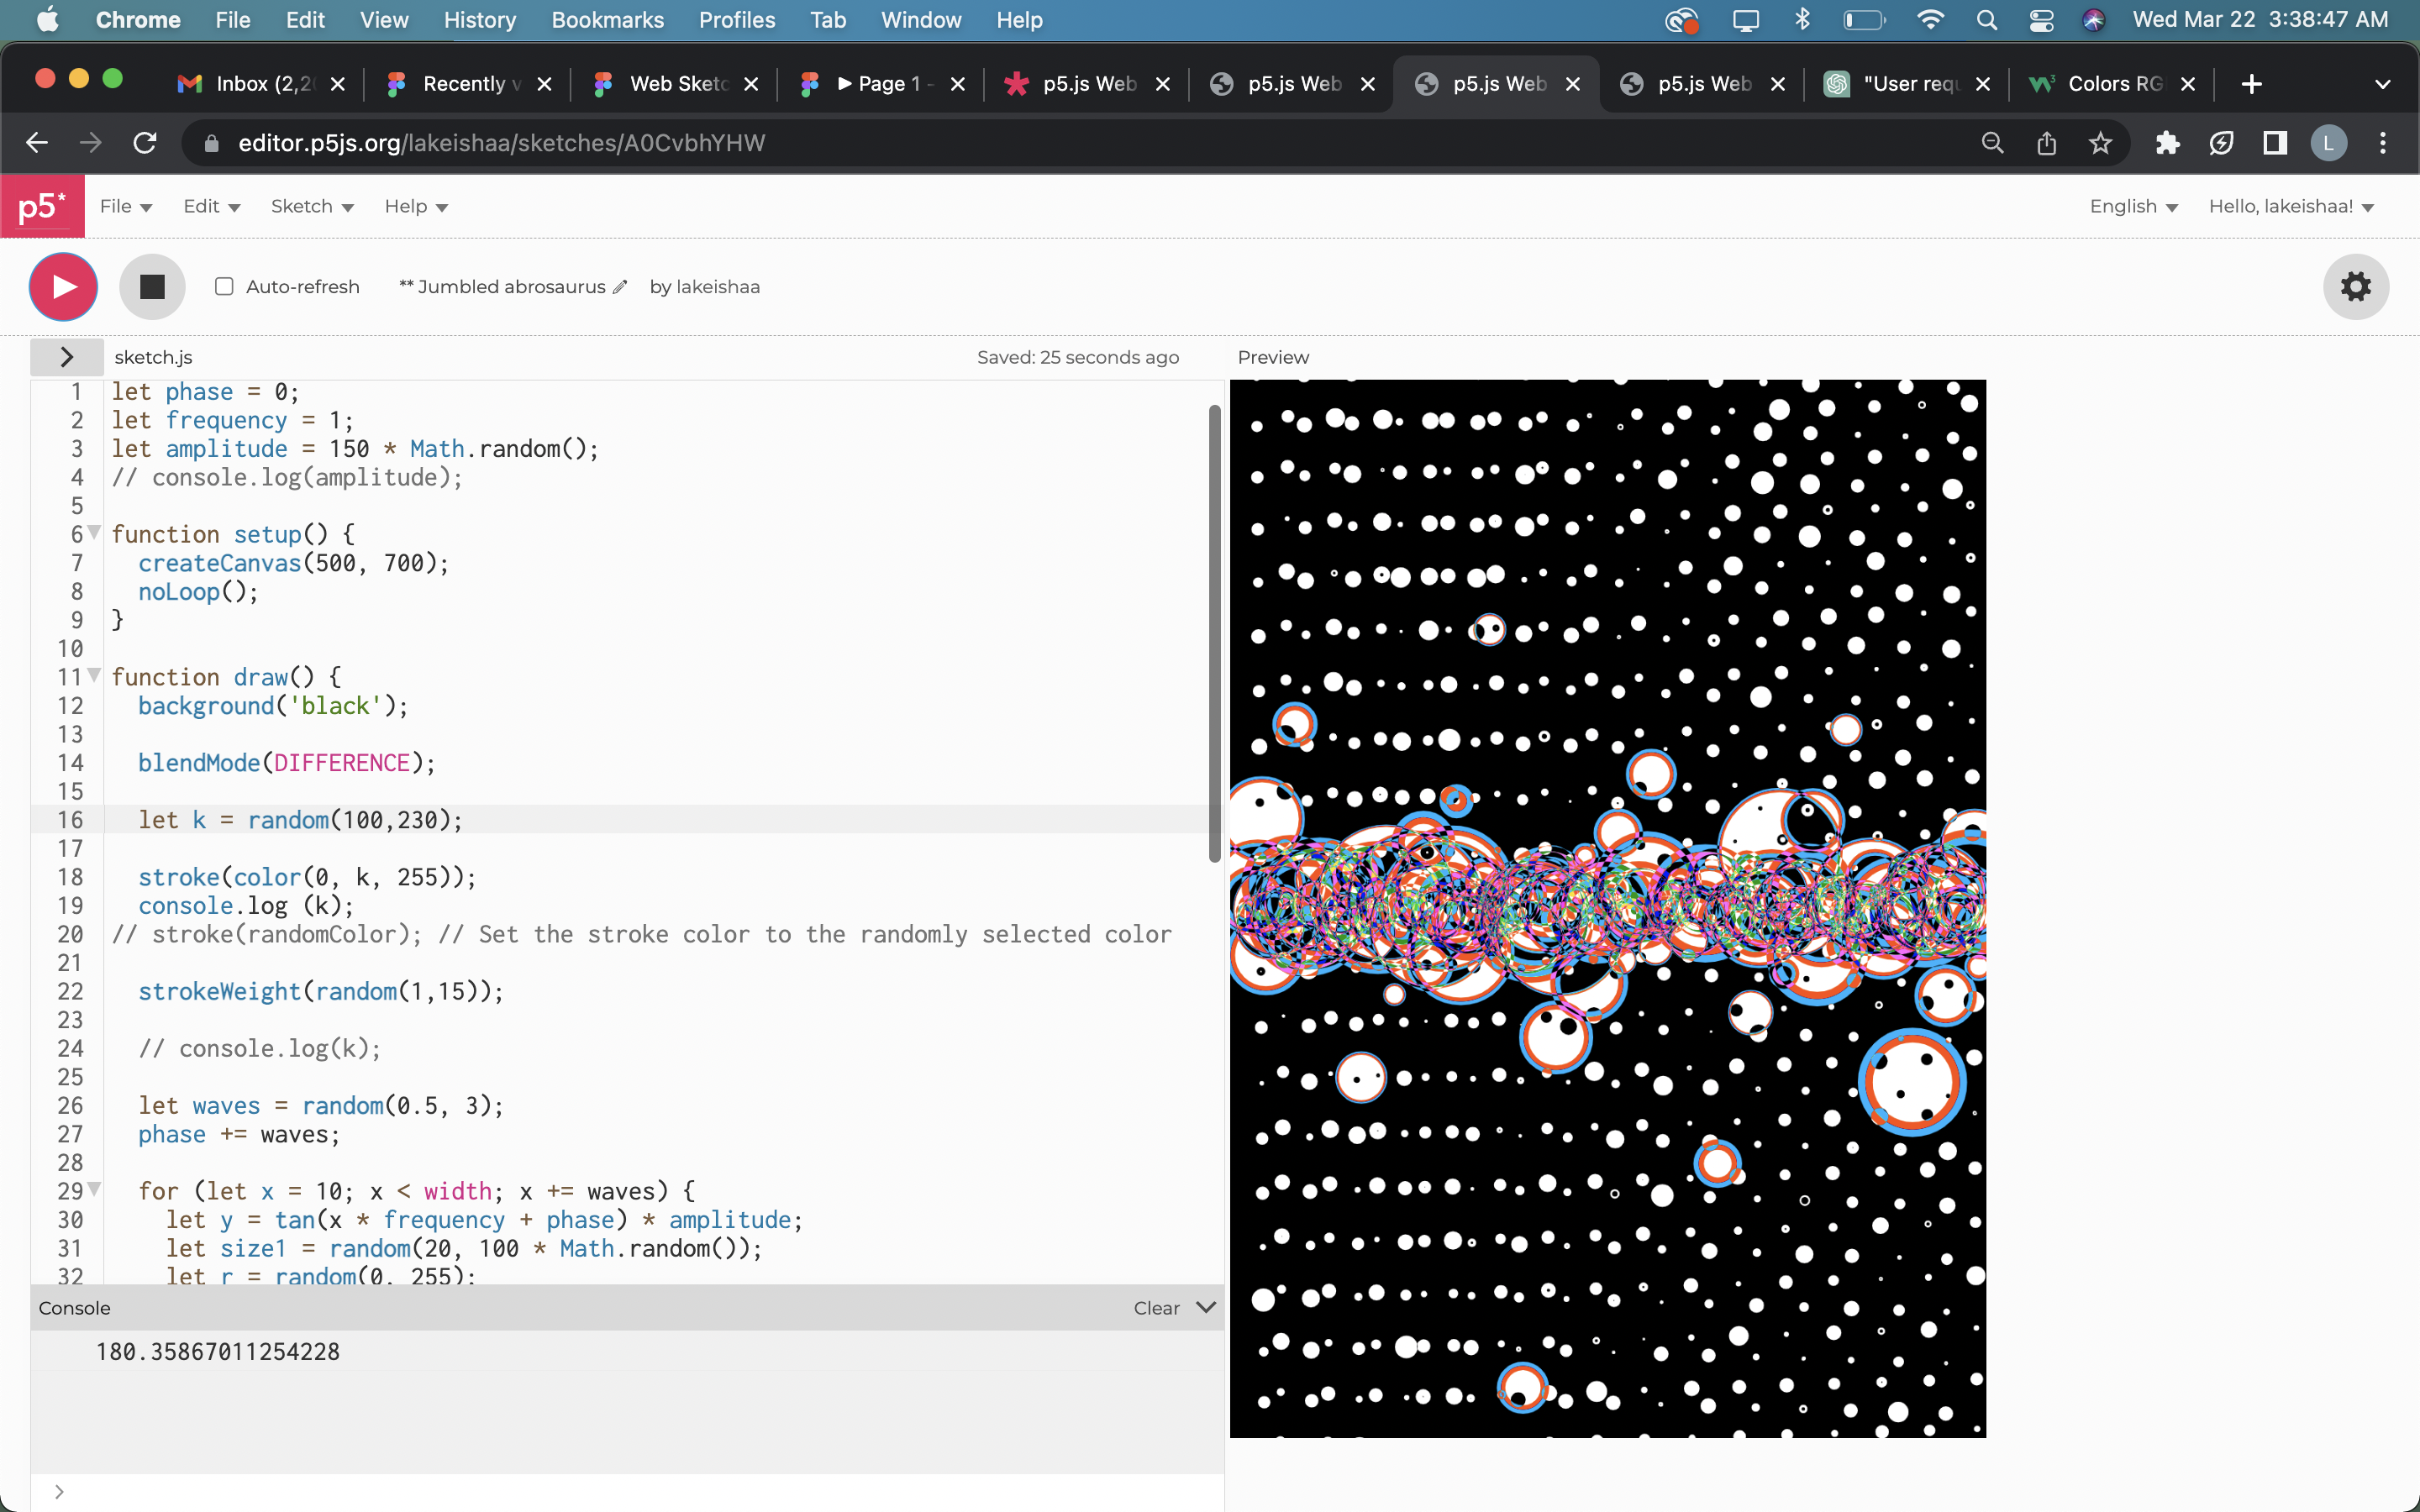 Chrome File Edit View History Bookmarks Profiles Tab Window Help Wed Mar 22 3:38:47 AM
Inbox (2,2 Recently v Web Sketc ▶ Page 1 - p5.js Web p5.js Web p5.js Web p5.js Web "User requ Colors RG
editor.p5js.org/lakeishaa/sketches/A0CvbhYHW L
p5* File Edit Sketch Help English Hello, lakeishaa!
Auto-refresh ** Jumbled abrosaurus by lakeishaa
sketch.js Saved: 25 seconds ago Preview
1 let phase = 0;
2 let frequency = 1;
3 let amplitude = 150 * Math.random();
4 // console.log(amplitude);
5
6 function setup() {
7 createCanvas(500, 700);
8 noLoop();
9 }
10
11 function draw() {
12 background('black');
13
14 blendMode(DIFFERENCE);
15
16 let k = random(100,230);
17
18 stroke(color(0, k, 255));
19 console.log (k);
20 // stroke(randomColor); // Set the stroke color to the randomly selected color
21
22 strokeWeight(random(1,15));
23
24 // console.log(k);
25
26 let waves = random(0.5, 3);
27 phase += waves;
28
29 for (let x = 10; x < width; x += waves) {
30 let y = tan(x * frequency + phase) * amplitude;
31 let size1 = random(20, 100 * Math.random());
32 let r = random(0, 255);
Console Clear
180.35867011254228
>